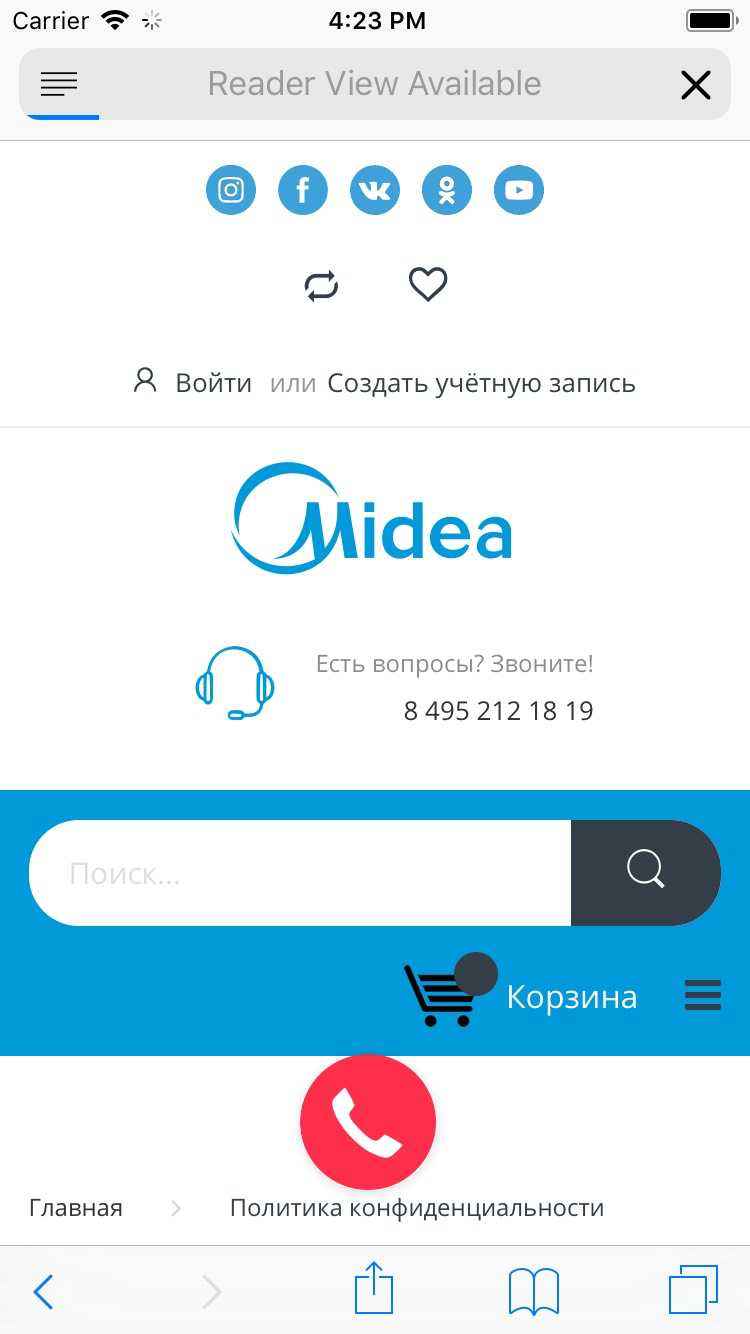 Carrier 4:23 PM
Reader View Available
Войти или Создать учётную запись
Midea
Есть вопросы? Звоните!
8 495 212 18 19
Поиск...
Корзина
Главная Политика конфиденциальности